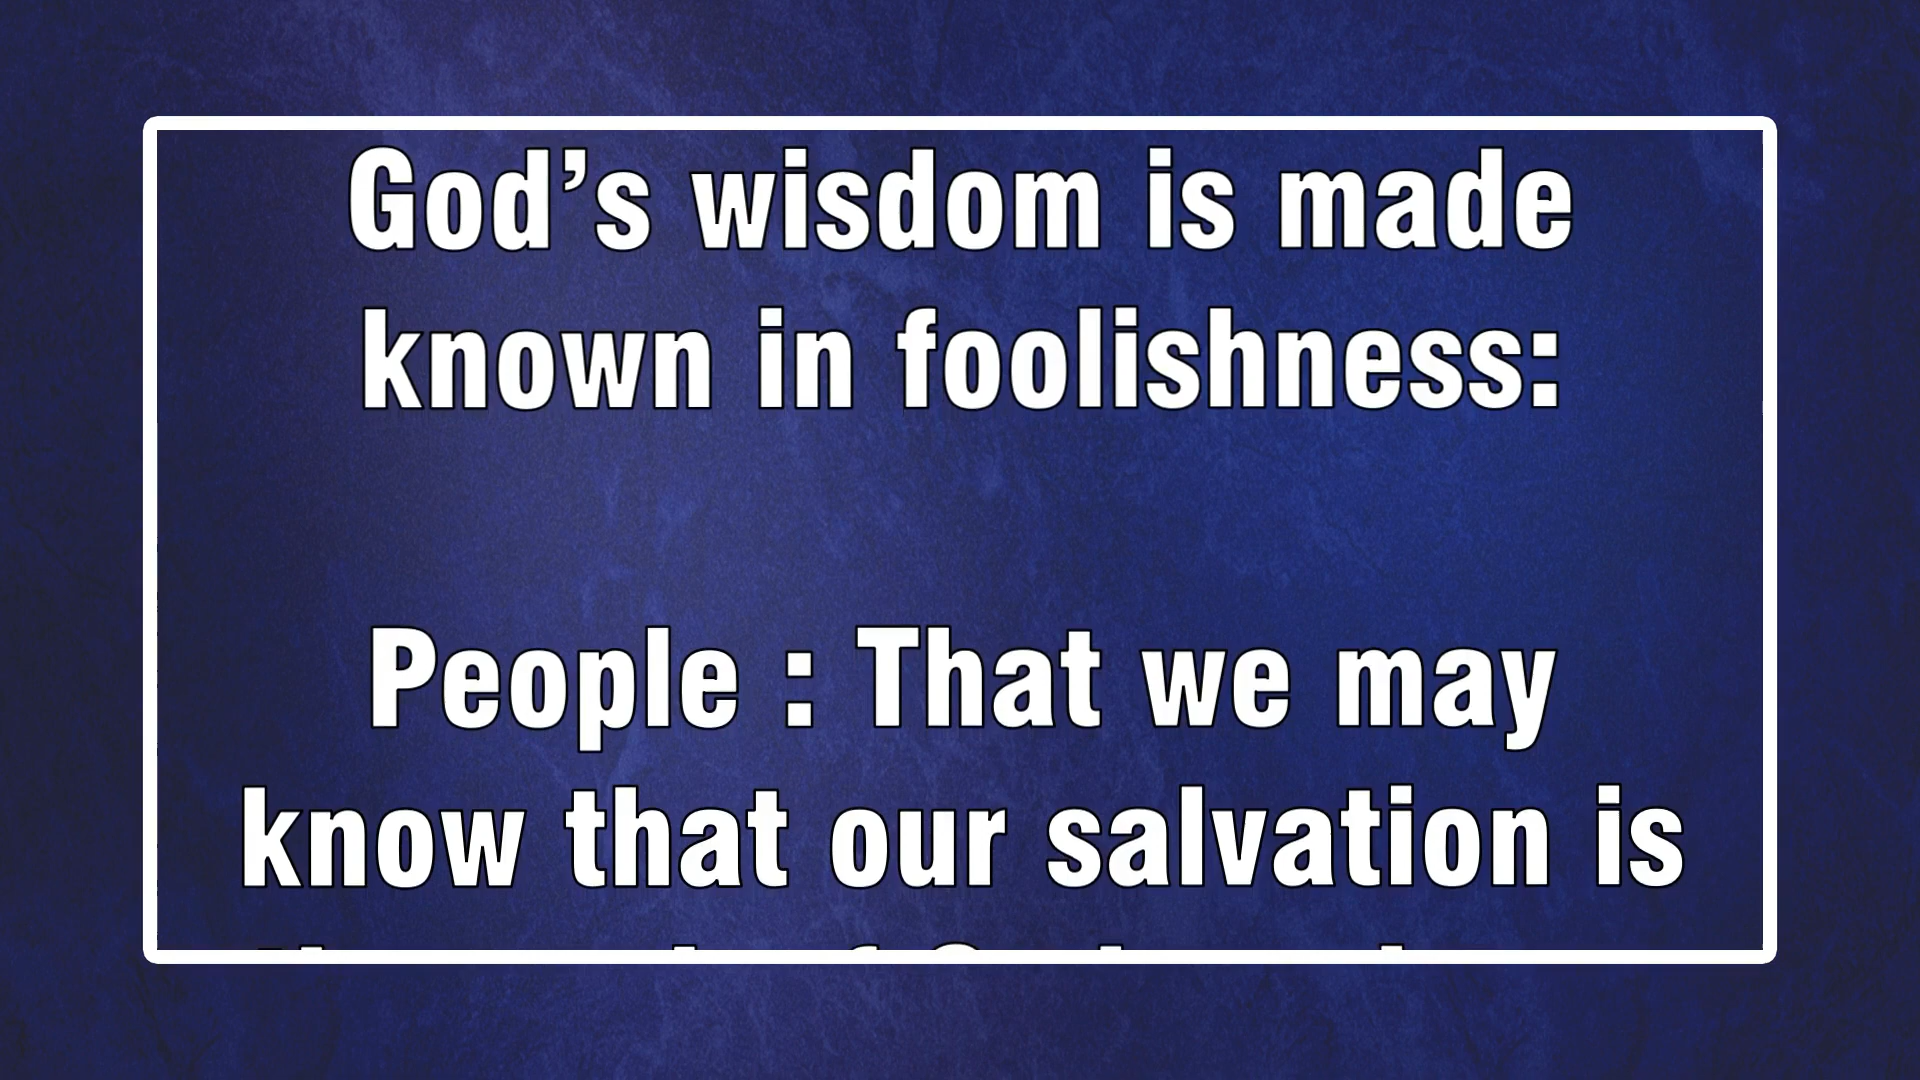 God’s wisdom is made
known in foolishness:
People : That we may
know that our salvation is